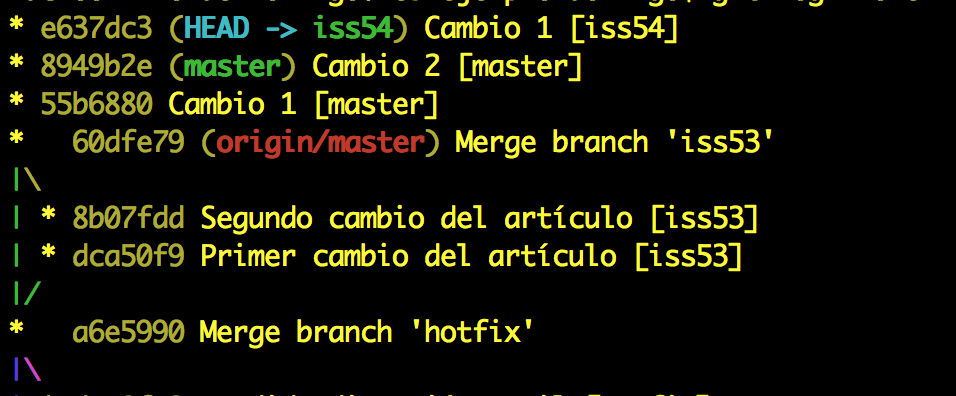 * e637dc3 (HEAD -> iss54) Cambio 1 [iss54]
* 8949b2e (master) Cambio 2 [master]
* 55b6880 Cambio 1 [master]
*   60dfe79 (origin/master) Merge branch 'iss53'
|\
| * 8b07fdd Segundo cambio del artículo [iss53]
| * dca50f9 Primer cambio del artículo [iss53]
|/
*   a6e5990 Merge branch 'hotfix'
|\